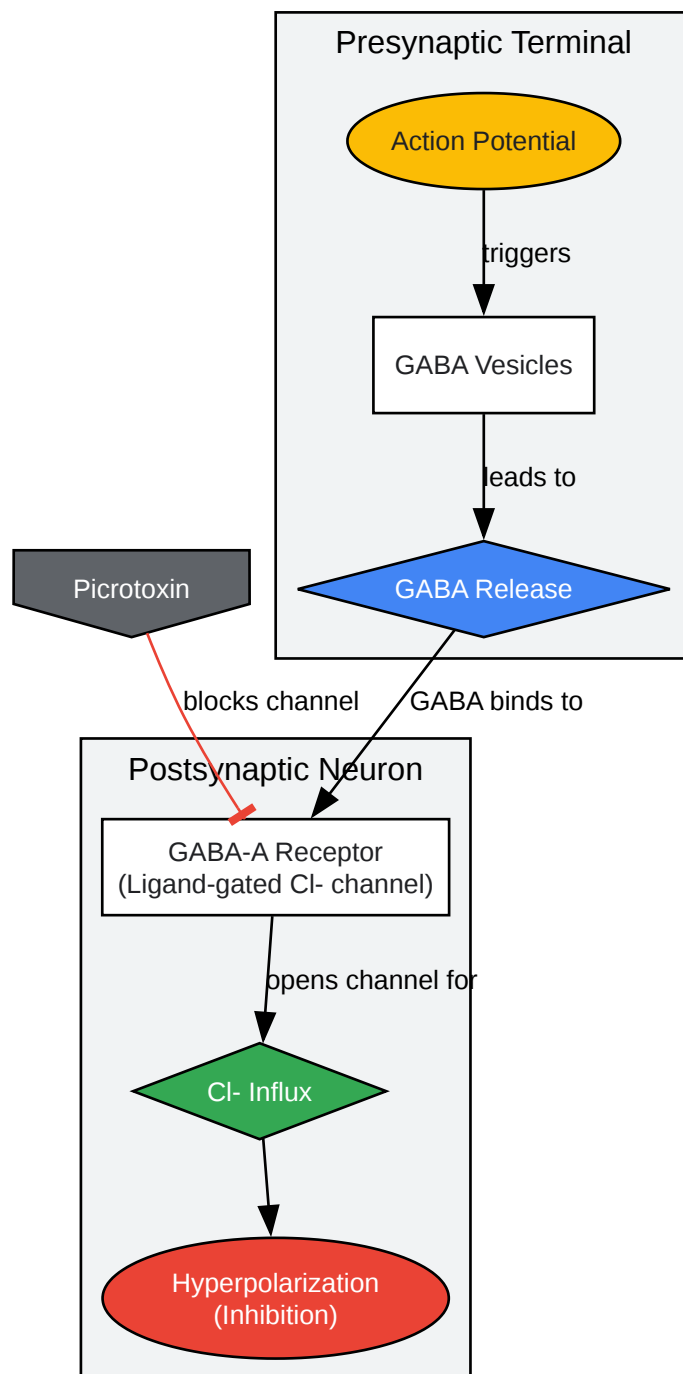 Presynaptic Terminal
Action Potential
triggers
GABA Vesicles
leads to
Picrotoxin
GABA Release
blocks channel
GABA binds to
Postsynaptic Neuron
GABA-A Receptor
(Ligand-gated Cl- channel)
opens channel for
Cl- Influx
Hyperpolarization
(Inhibition)